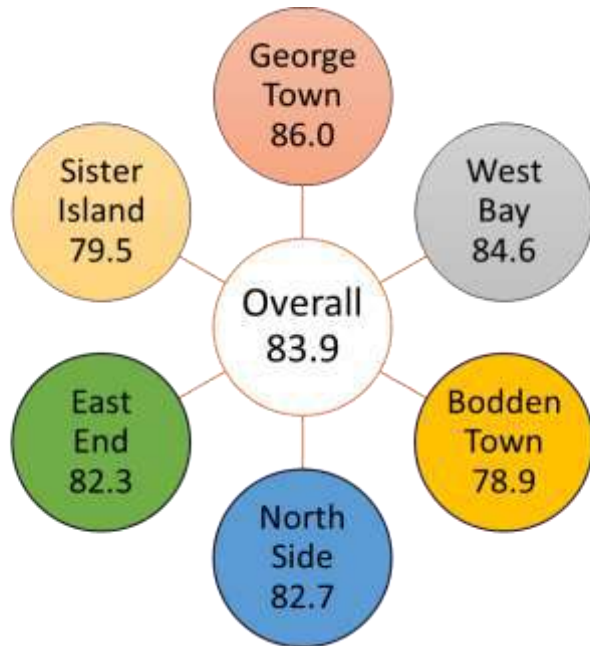 George
Town
86.0
West
Bay
84.6
Bodden
Town
78.9
North
Side
82.7
East
End
82.3
Sister
Island
79.5
Overall
83.9